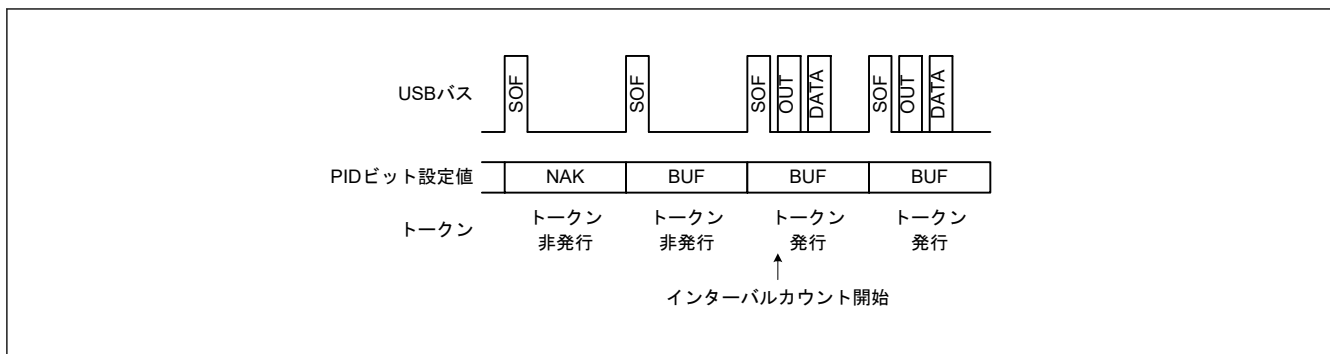 USBバス SOF SOF SOF OUT DATA SOF OUT DATA
PIDビット設定値 NAK BUF BUF BUF
トークン トークン トークン トークン トークン
非発行 非発行 発行 発行
インターバルカウント開始